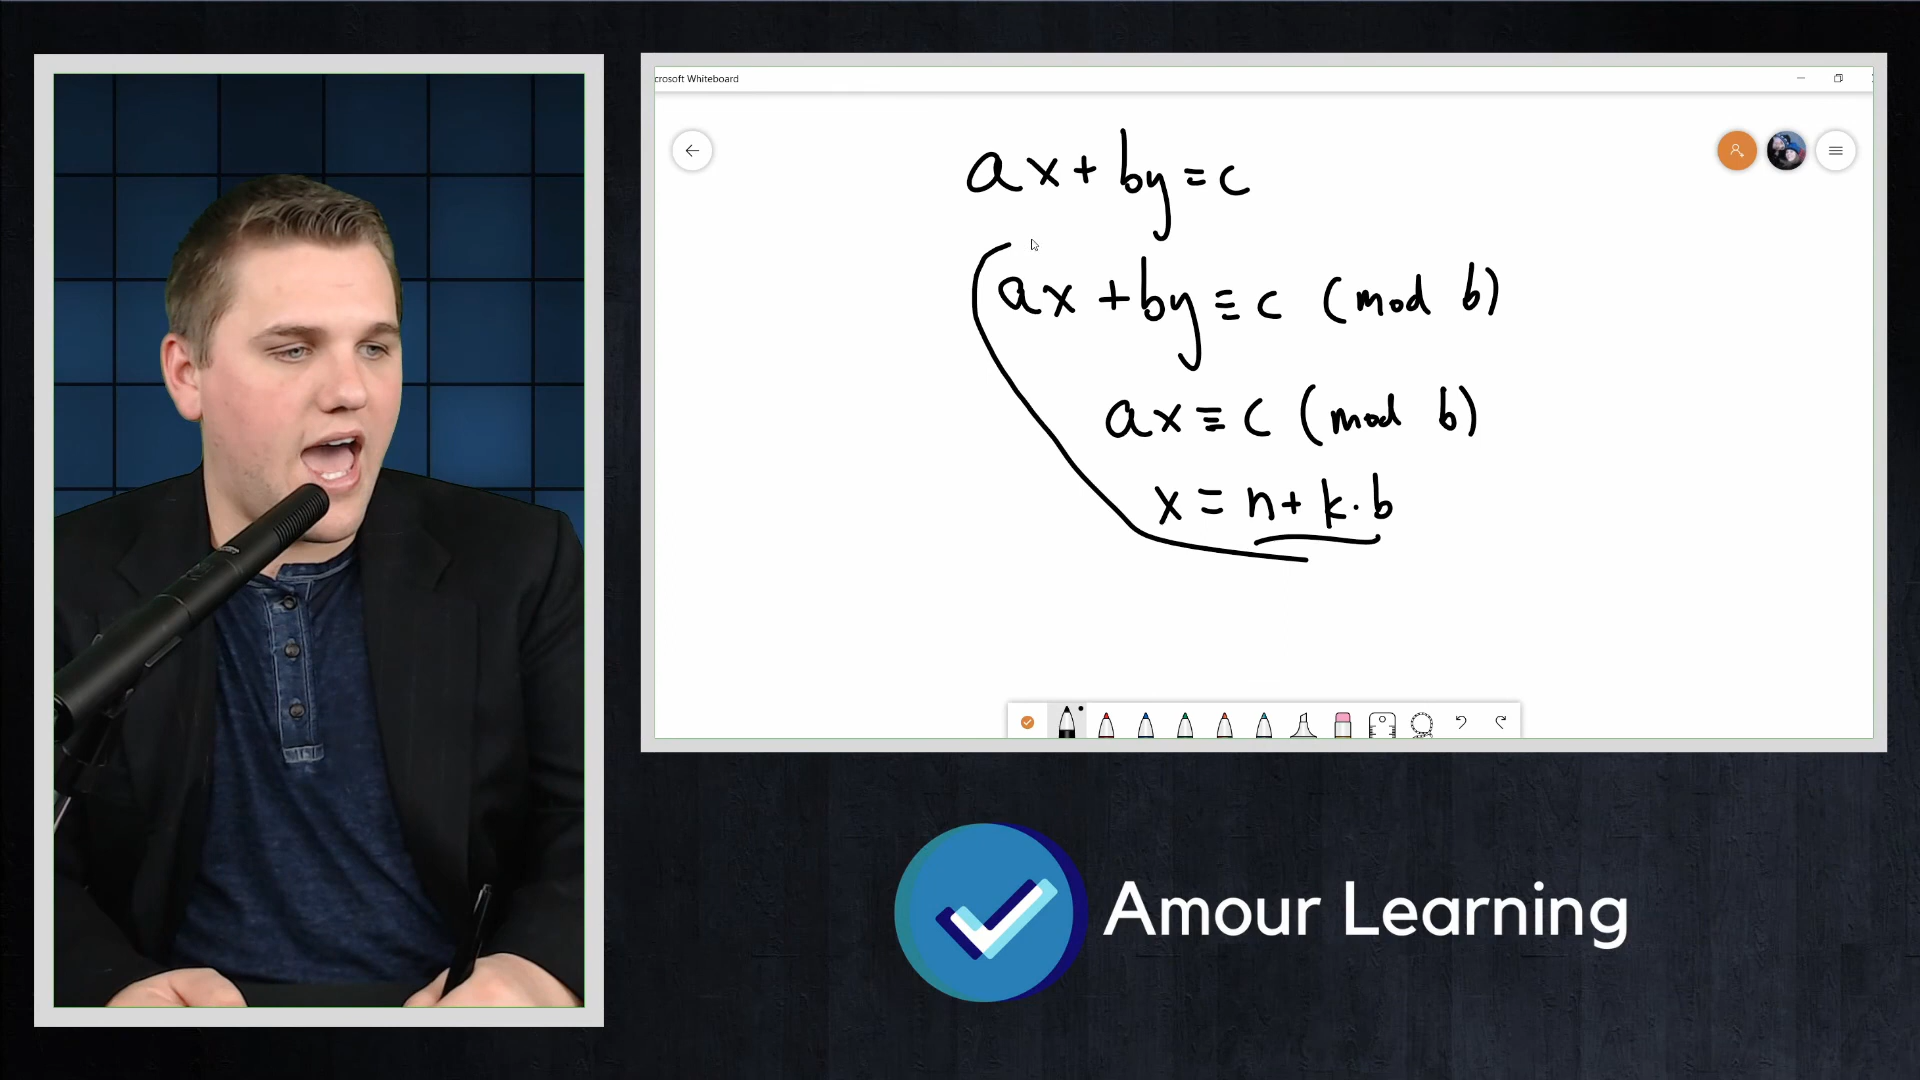 crosoft Whiteboard
ax + by = c
ax + by ≡ c (mod b)
ax ≡ c (mod b)
x = n + k · b
Amour Learning